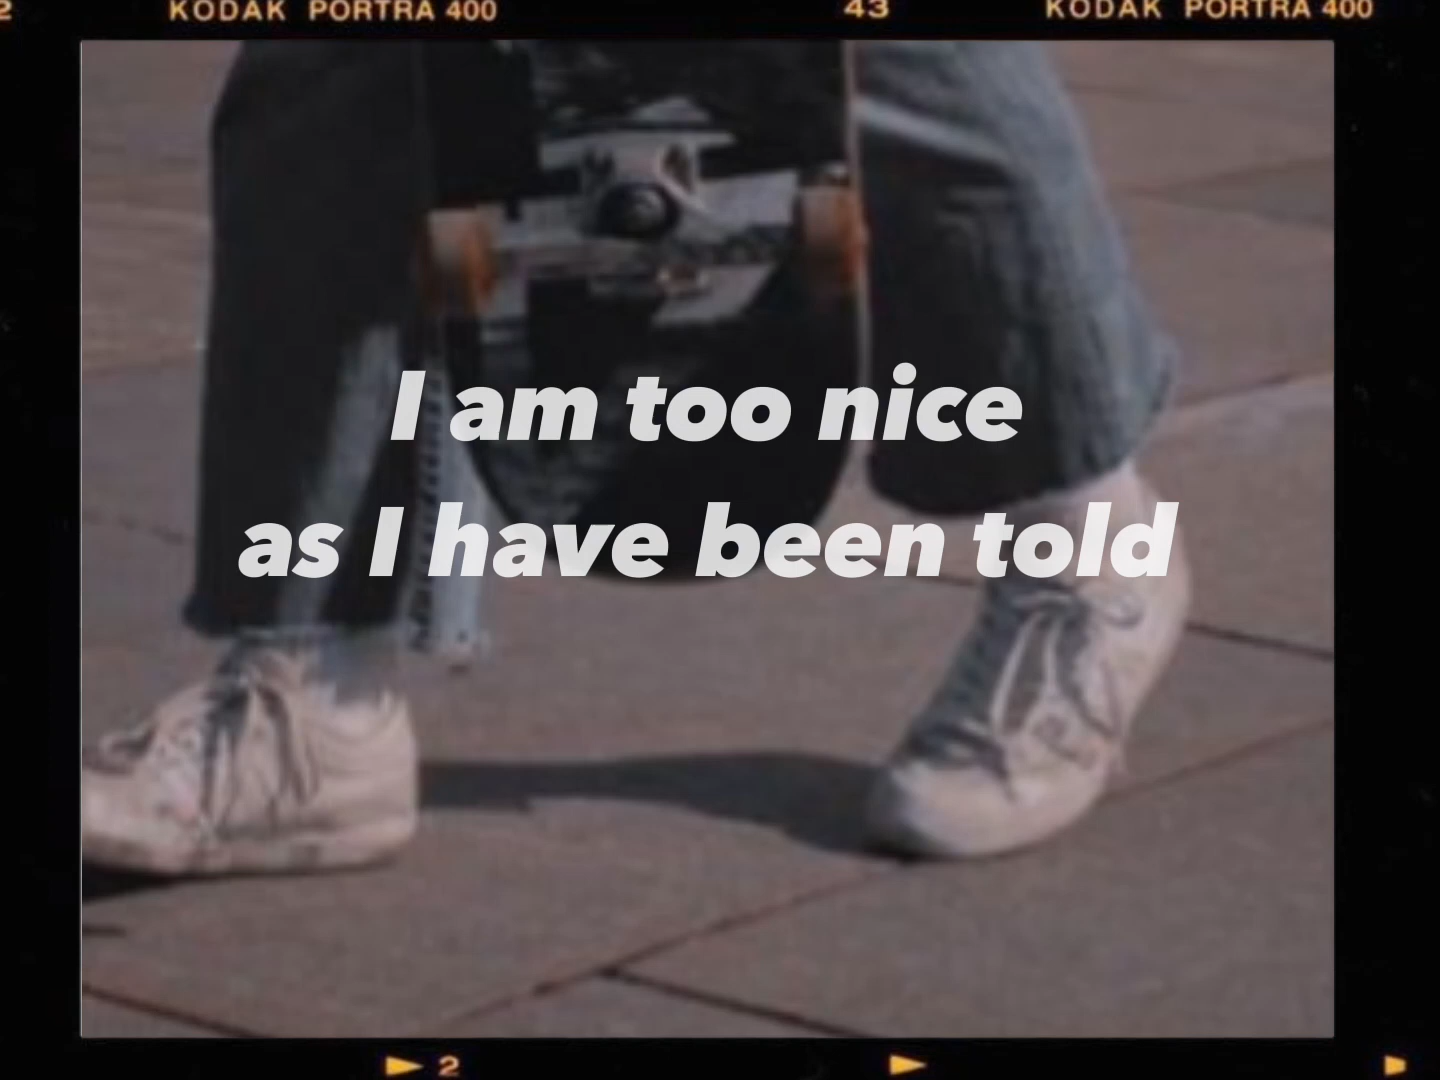 2 KODAK PORTRA 400 43 KODAK PORTRA 400
I am too nice
as I have been told
2